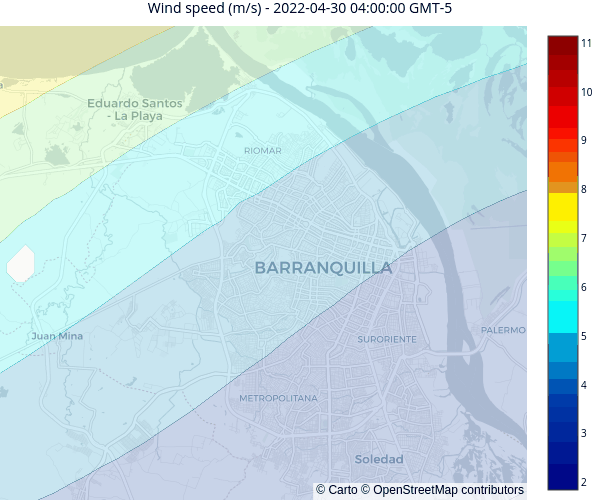 Wind speed (m/s) - 2022-04-30 04:00:00 GMT-5
Eduardo Santos
- La Playa
RIOMAR
BARRANQUILLA
Juan Mina
SURORIENTE
PALERMO
METROPOLITANA
Soledad
© Carto © OpenStreetMap contributors
11
10
9
8
7
6
5
4
3
2